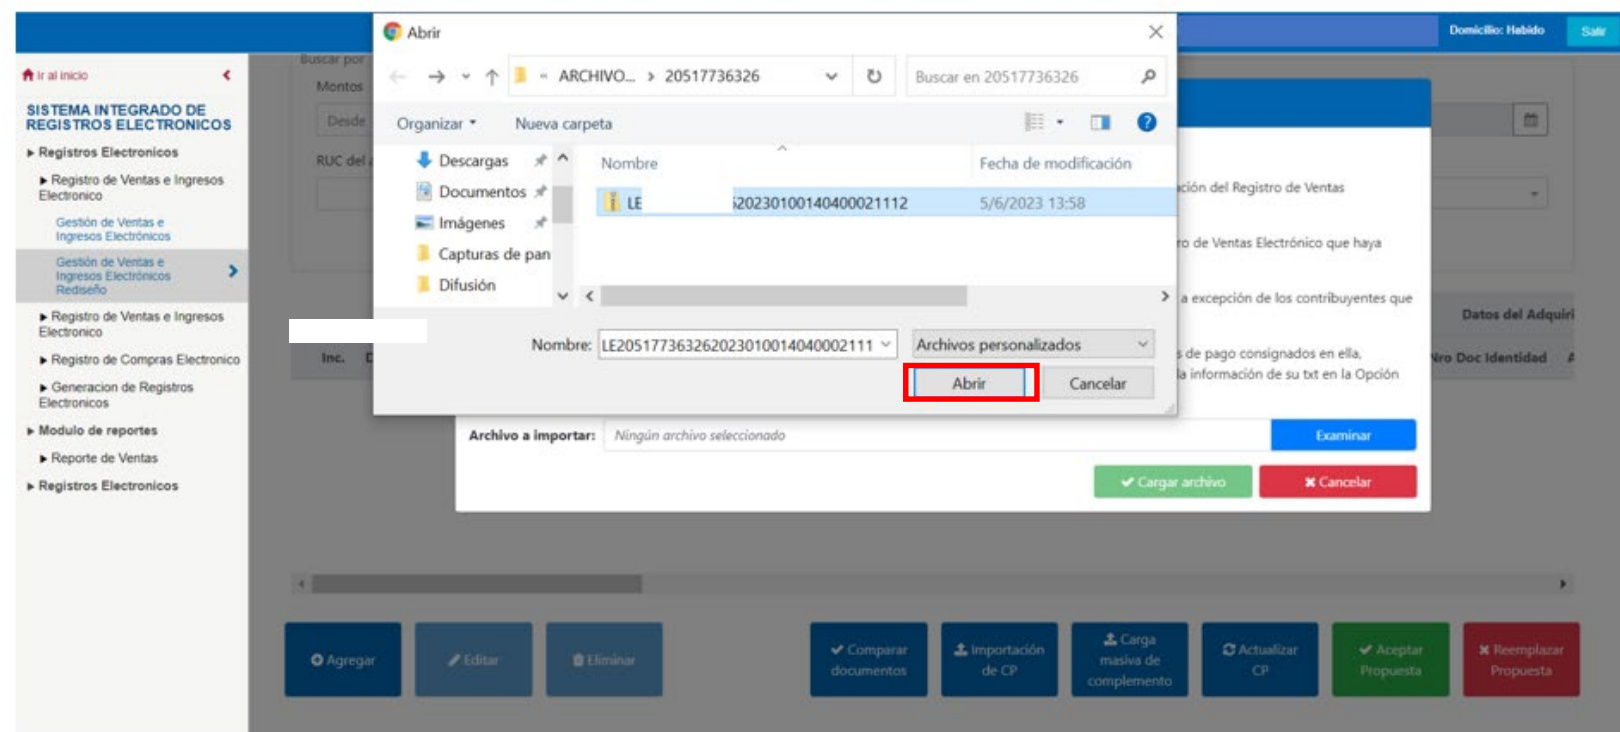 Domicilio: Habido
Salir
Ir al inicio
SISTEMA INTEGRADO DE
REGISTROS ELECTRONICOS
Registros Electronicos
Registro de Ventas e Ingresos
Electronico
Gestión de Ventas e
Ingresos Electrónicos
Gestión de Ventas e
Ingresos Electrónicos
Rediseño
Registro de Ventas e Ingresos
Electronico
Registro de Compras Electronico
Generacion de Registros
Electronicos
Modulo de reportes
Reporte de Ventas
Registros Electronicos
Buscar por
Montos
Desde
RUC del
Inc.
Abrir
ARCHIVO... > 20517736326
Buscar en 20517736326
Organizar
Nueva carpeta
Descargas
Documentos
Imágenes
Capturas de pan
Difusión
Nombre
Fecha de modificación
LE
20230100140400021112
5/6/2023 13:58
Nombre: LE205177363262023010014040002111
Archivos personalizados
Abrir
Cancelar
ción del Registro de Ventas
ro de Ventas Electrónico que haya
a excepción de los contribuyentes que
s de pago consignados en ella,
la información de su txt en la Opción
Datos del Adquiri
Nro Doc Identidad
Archivo a importar:
Ningún archivo seleccionado
Examinar
Cargar archivo
Cancelar
Agregar
Editar
Eliminar
Comparar
documentos
Importación
de CP
Carga
masiva de
complemento
Actualizar
CP
Aceptar
Propuesta
Reemplazar
Propuesta